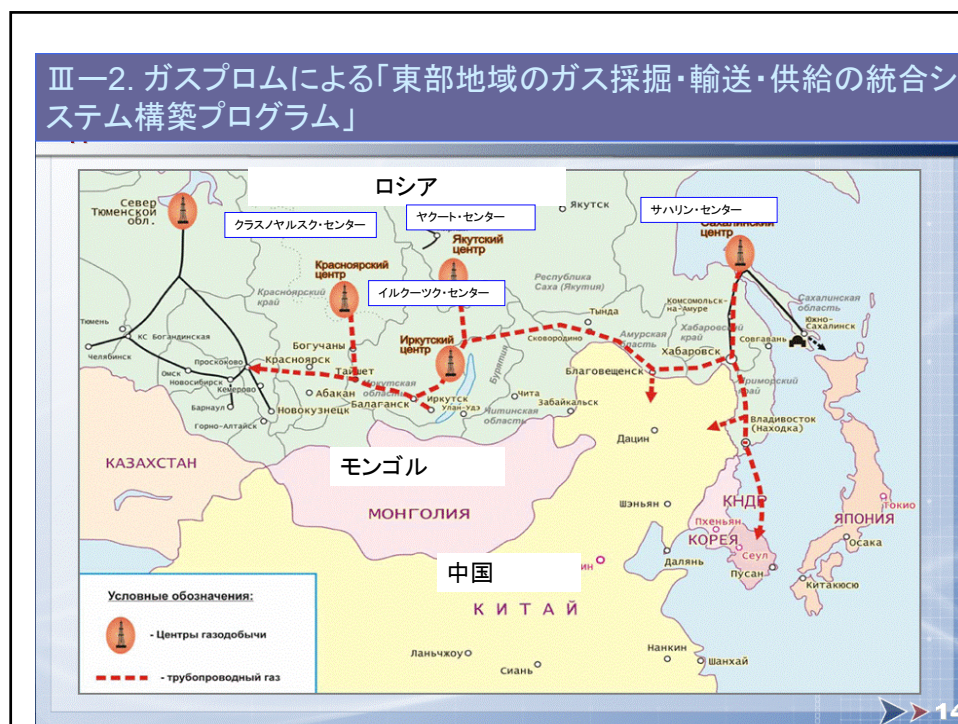 Ⅲー2. ガスプロムによる「東部地域のガス採掘・輸送・供給の統合シ
ステム構築プログラム」
ロシア
Север
Тюменской
обл.
クラスノヤルスク・センター
ヤクート・センター
Якутск
サハリン・センター
Сахалинский
центр
Якутский
центр
Красноярский
центр
Красноярский
край
イルクーツク・センター
Республика
Саха (Якутия)
Комсомольск-
на-Амуре
Сахалинская
область
Тюмень
КС Богандинская
Челябинск
Богучаны
Иркутский
центр
Тында
Сковородино
Амурская
область
Хабаровский
край
Хабаровск
Совгавань
Южно-
Сахалинск
Проскоково
Красноярск
Тайшет
Бурятия
Благовещенск
Омск
Новосибирск
Кемерово
Иркутская
область
Абакан
Балаганск
Иркутск
Улан-Удэ
Чита
Забайкальск
Приморский
край
Барнаул
Новокузнецк
Горно-Алтайск
Читинская
область
Владивосток
(Находка)
Дацин
КАЗАХСТАН
モンゴル
МОНГОЛИЯ
Шэньян
КНДР
Пхеньян
КОРЕЯ
Сеул
ЯПОНИЯ
Токио
Осака
中国
Далянь
Пусан
Китакюсю
КИТАЙ
Условные обозначения:
- Центры газодобычи
- трубопроводный газ
Ланьчжоу
Сиань
Нанкин
Шанхай
14